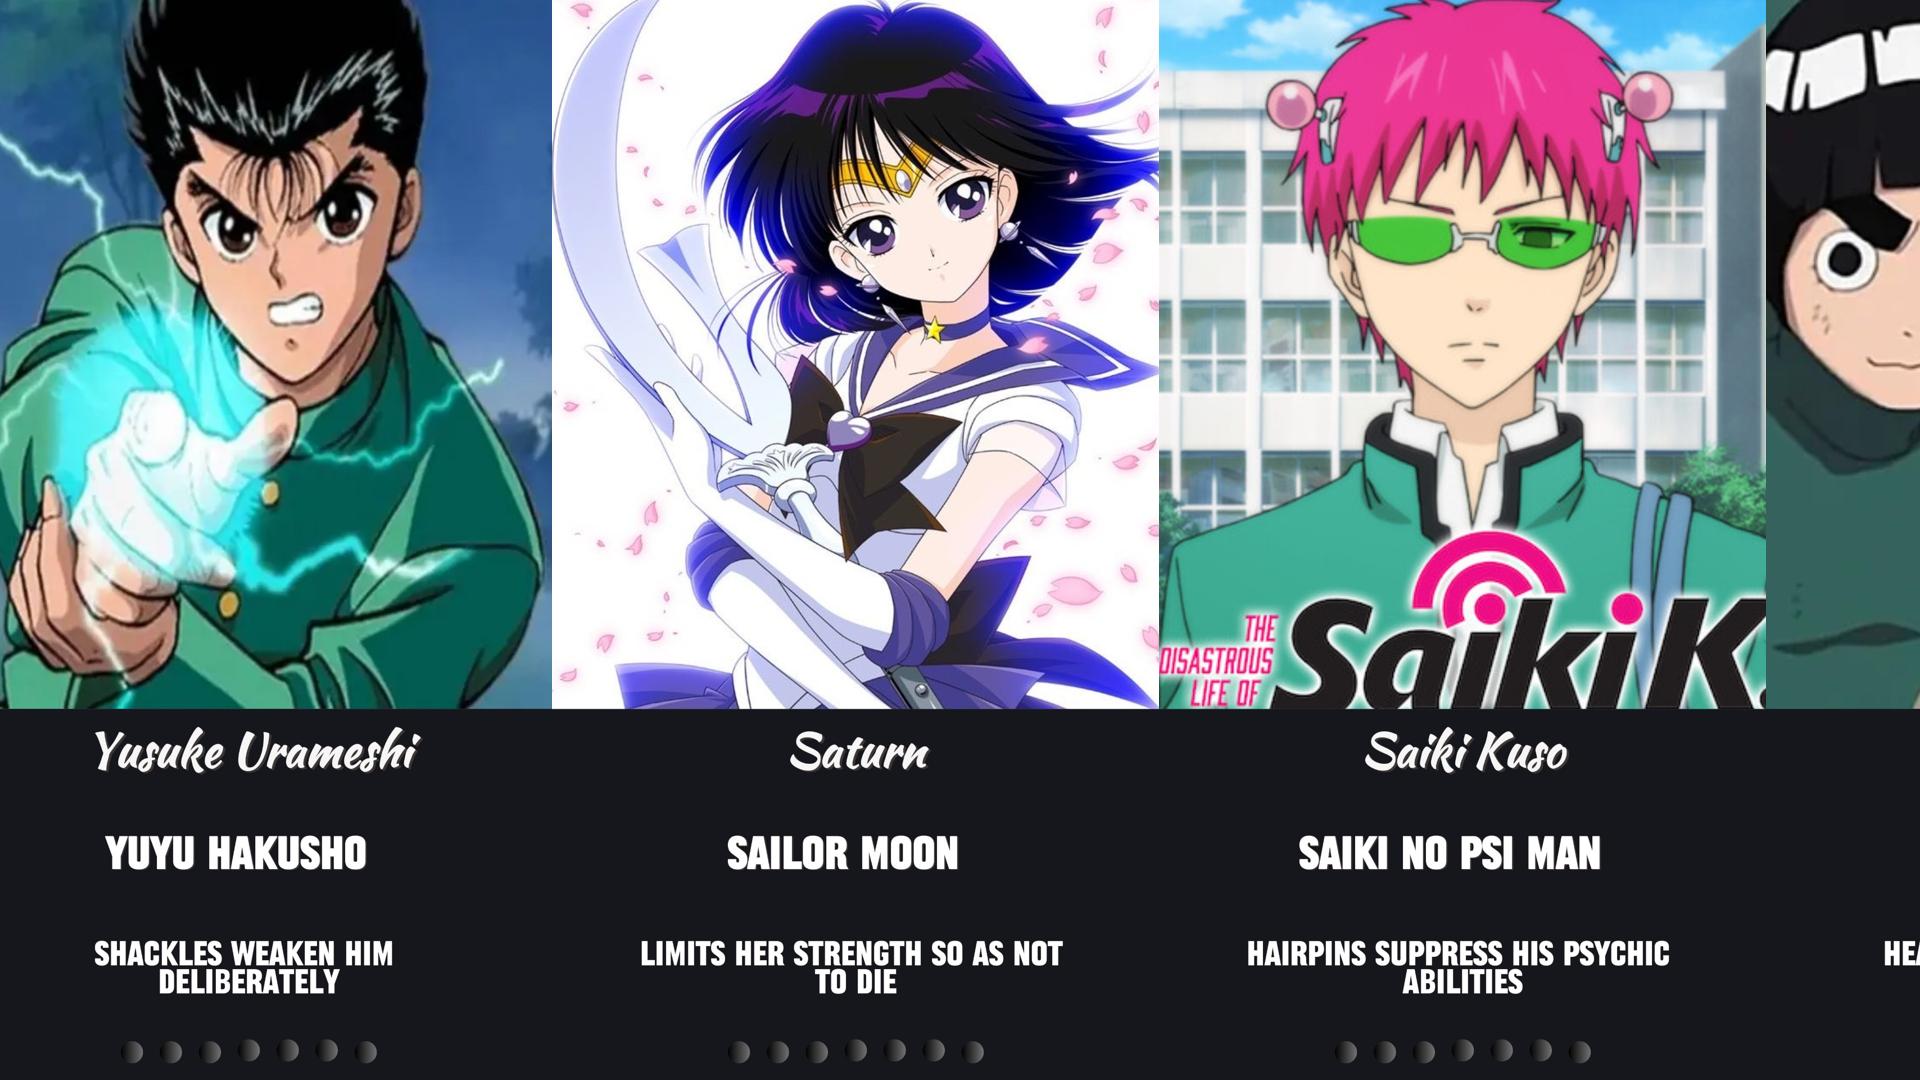 THE
DISASTROUS
LIFE OF
Saiki K.
Yusuke Urameshi
Saturn
Saiki Kuso
YUYU HAKUSHO
SAILOR MOON
SAIKI NO PSI MAN
SHACKLES WEAKEN HIM
DELIBERATELY
LIMITS HER STRENGTH SO AS NOT
TO DIE
HAIRPINS SUPPRESS HIS PSYCHIC
ABILITIES